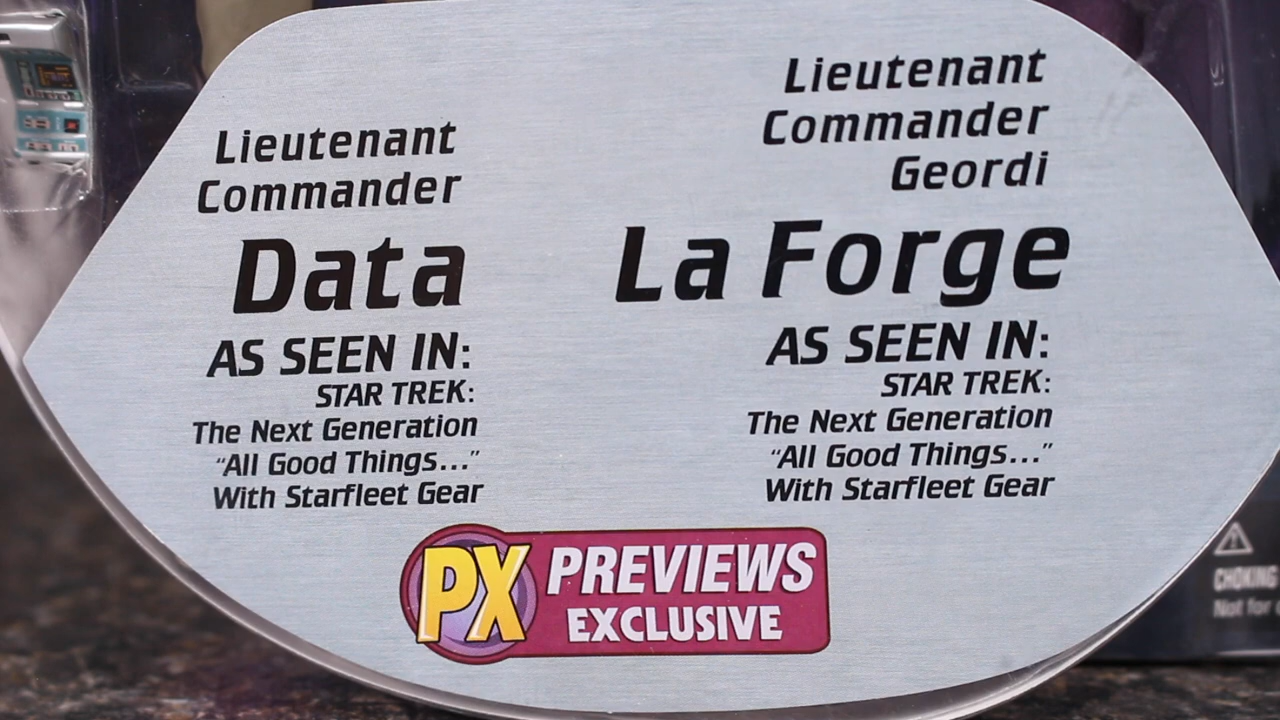 Lieutenant
Commander
Data
AS SEEN IN:
STAR TREK:
The Next Generation
“All Good Things...”
With Starfleet Gear
Lieutenant
Commander
Geordi
La Forge
AS SEEN IN:
STAR TREK:
The Next Generation
“All Good Things...”
With Starfleet Gear
PX PREVIEWS
EXCLUSIVE
CHOKING
Not for